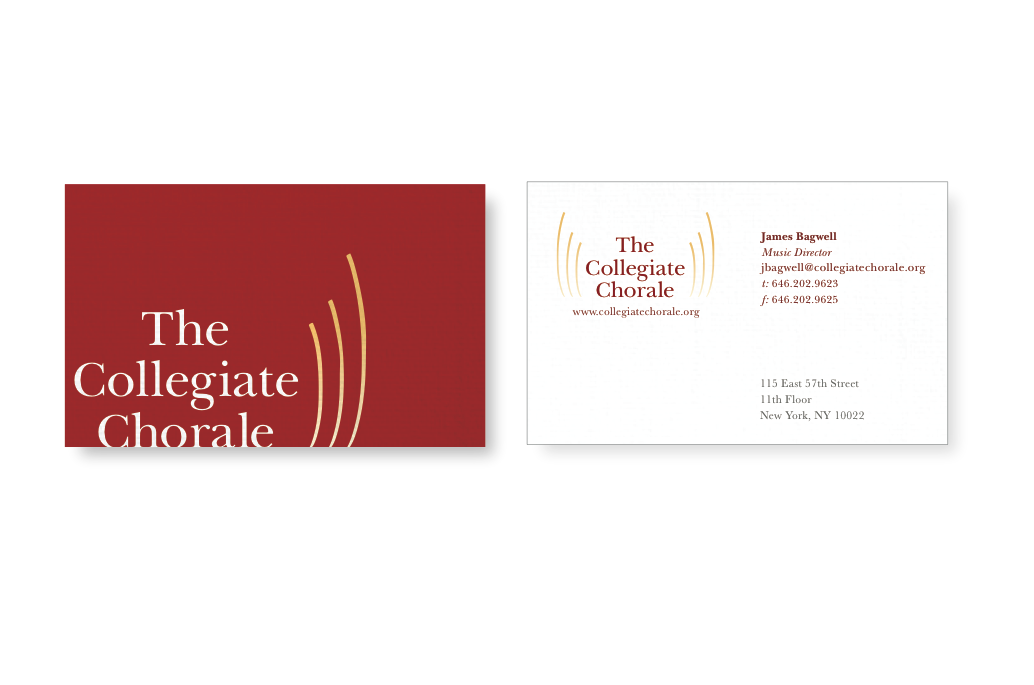 The
Collegiate
Chorale
The
Collegiate
Chorale
www.collegiatechorale.org
James Bagwell
Music Director
jbagwell@collegiatechorale.org
t: 646.202.9623
f: 646.202.9625
115 East 57th Street
11th Floor
New York, NY 10022